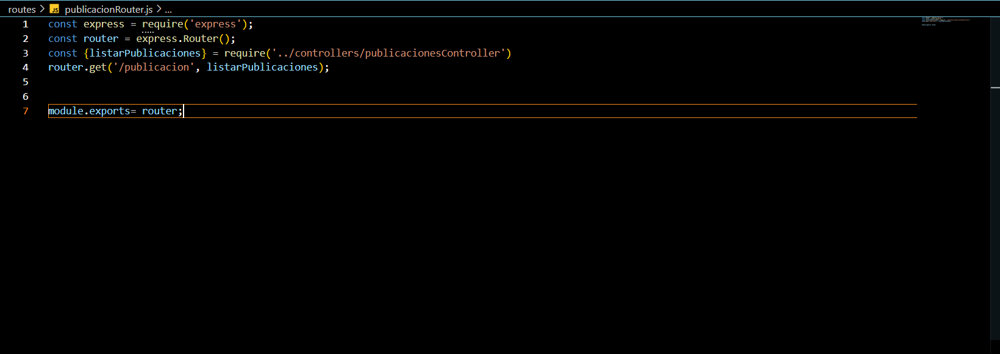 routes > JS publicacionRouter.js > ...
1 const express = require('express');
2 const router = express.Router();
3 const {listarPublicaciones} = require('../controllers/publicacionesController')
4 router.get('/publicacion', listarPublicaciones);
5
6
7 module.exports= router;